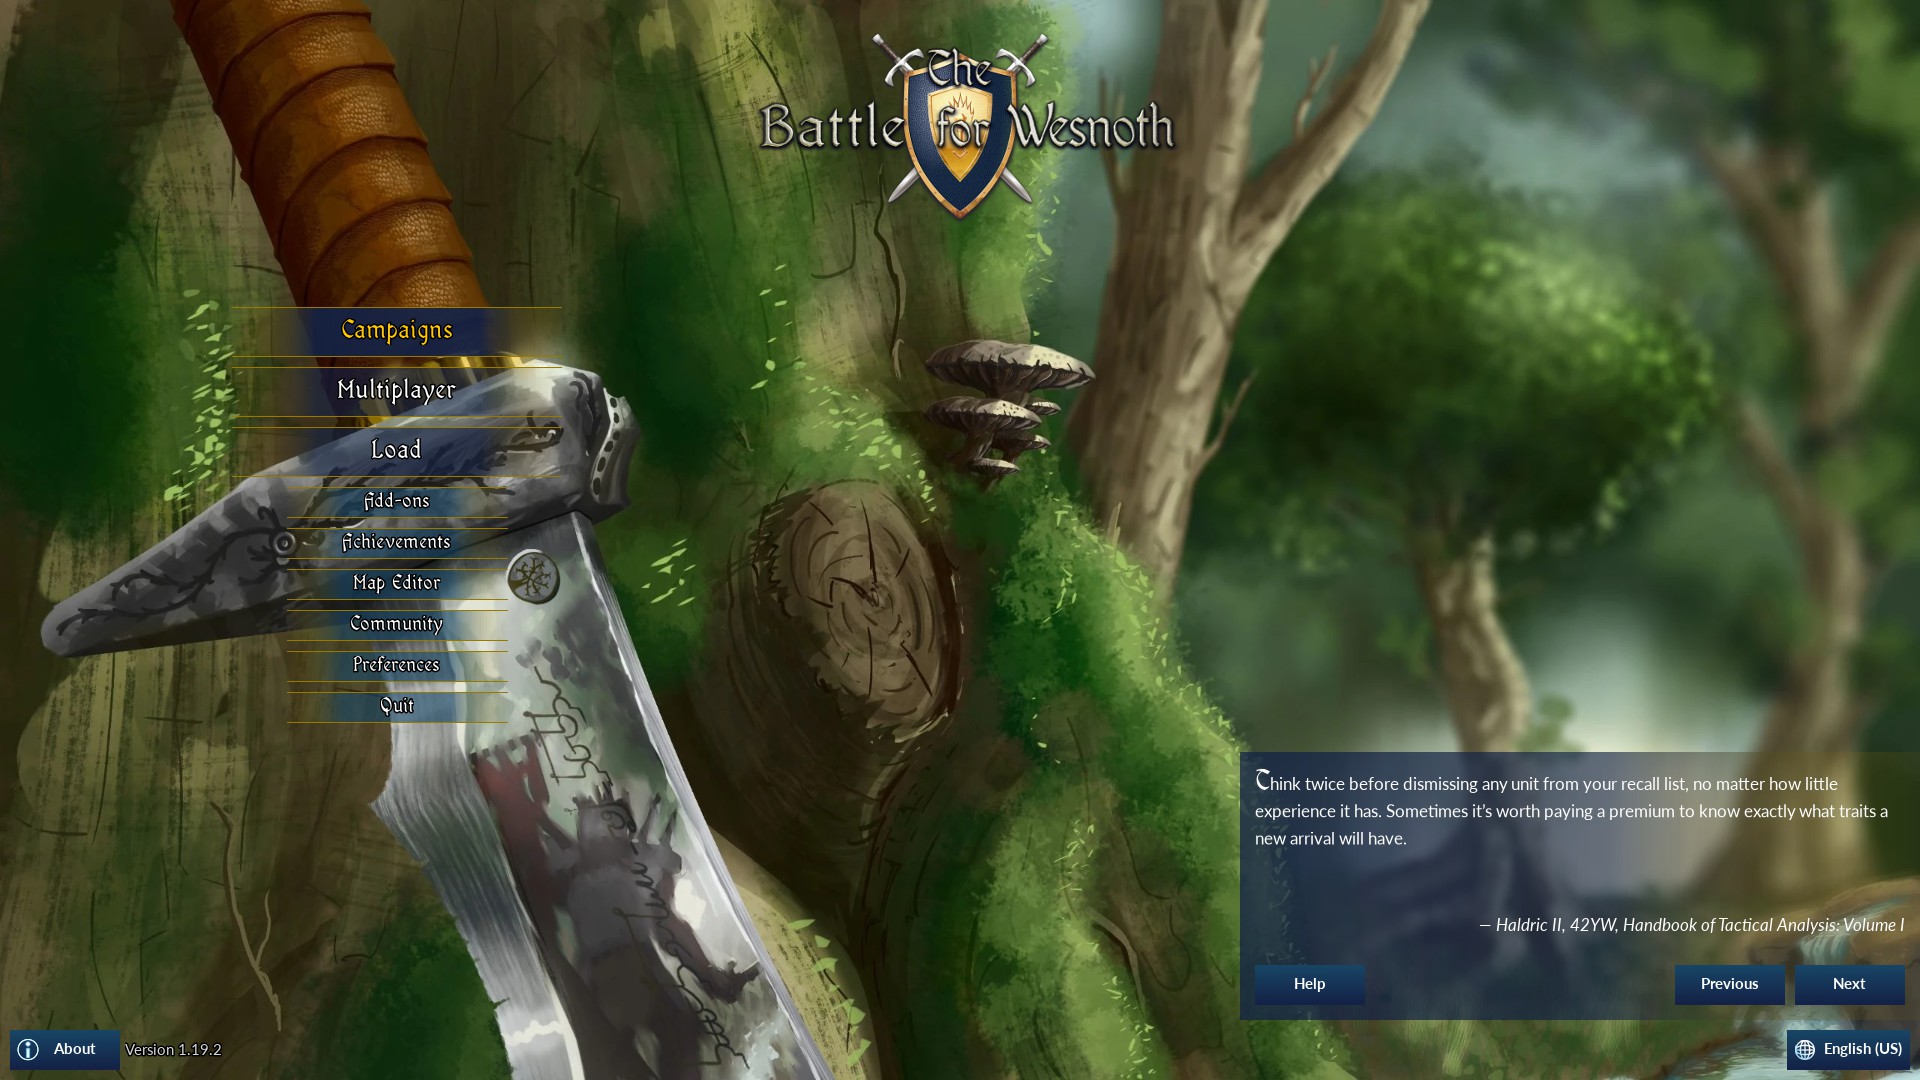 The
Battle for Wesnoth
Campaigns
Multiplayer
Load
Add-ons
Achievements
Map Editor
Community
Preferences
Quit
Think twice before dismissing any unit from your recall list, no matter how little
experience it has. Sometimes it's worth paying a premium to know exactly what traits a
new arrival will have.
— Haldric II, 42YW, Handbook of Tactical Analysis: Volume I
Help
Previous
Next
About
Version 1.19.2
English (US)